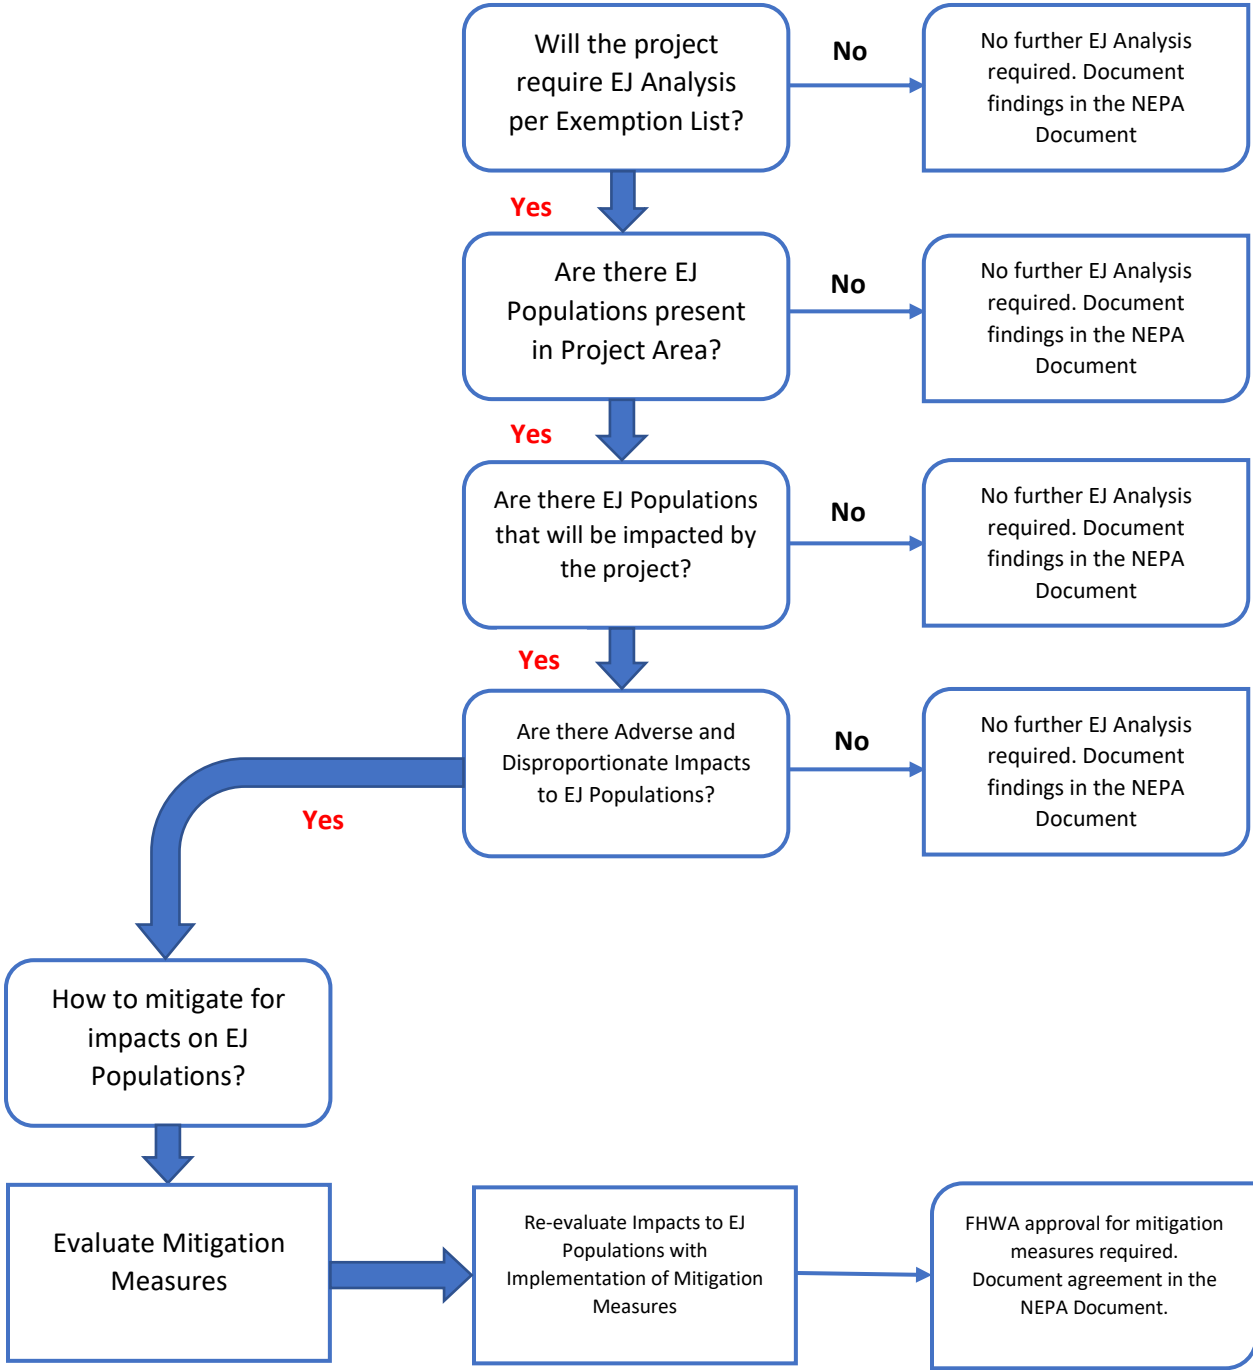 Will the project
require EJ Analysis
per Exemption List?
No
No further EJ Analysis
required. Document
findings in the NEPA
Document
Yes
Are there EJ
Populations present
in Project Area?
No
No further EJ Analysis
required. Document
findings in the NEPA
Document
Yes
Are there EJ Populations
that will be impacted by
the project?
No
No further EJ Analysis
required. Document
findings in the NEPA
Document
Yes
Are there Adverse and
Disproportionate Impacts
to EJ Populations?
No
No further EJ Analysis
required. Document
findings in the NEPA
Document
Yes
How to mitigate for
impacts on EJ
Populations?
Evaluate Mitigation
Measures
Re-evaluate Impacts to EJ
Populations with
Implementation of Mitigation
Measures
FHWA approval for mitigation
measures required.
Document agreement in the
NEPA Document.